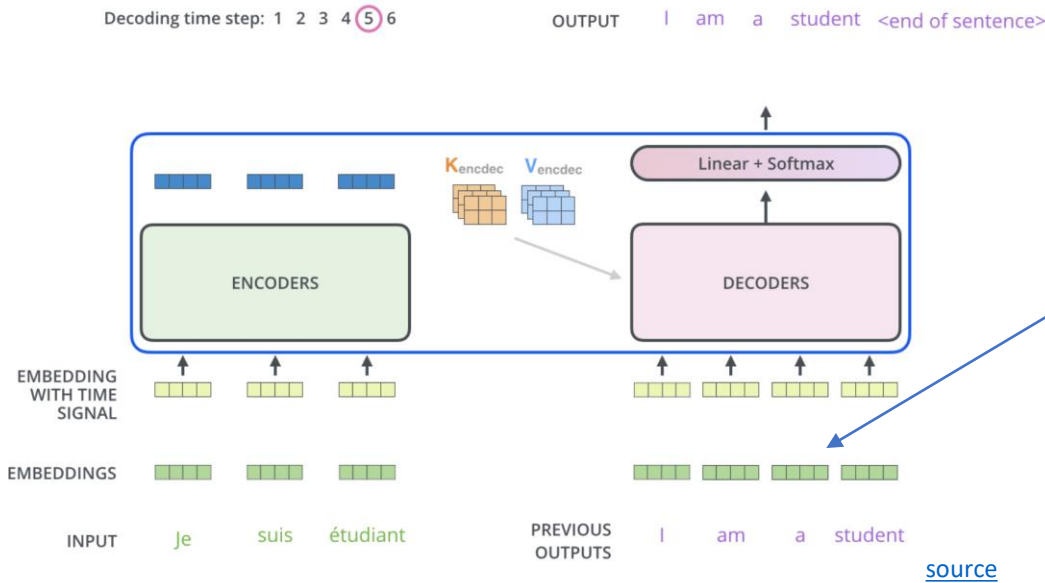 Decoding time step: 1 2 3 4 5 6
OUTPUT I am a student <end of sentence>
Kencdec Vencdec
Linear + Softmax
ENCODERS
DECODERS
EMBEDDING
WITH TIME
SIGNAL
EMBEDDINGS
INPUT Je suis étudiant
PREVIOUS
OUTPUTS
I am a student
source